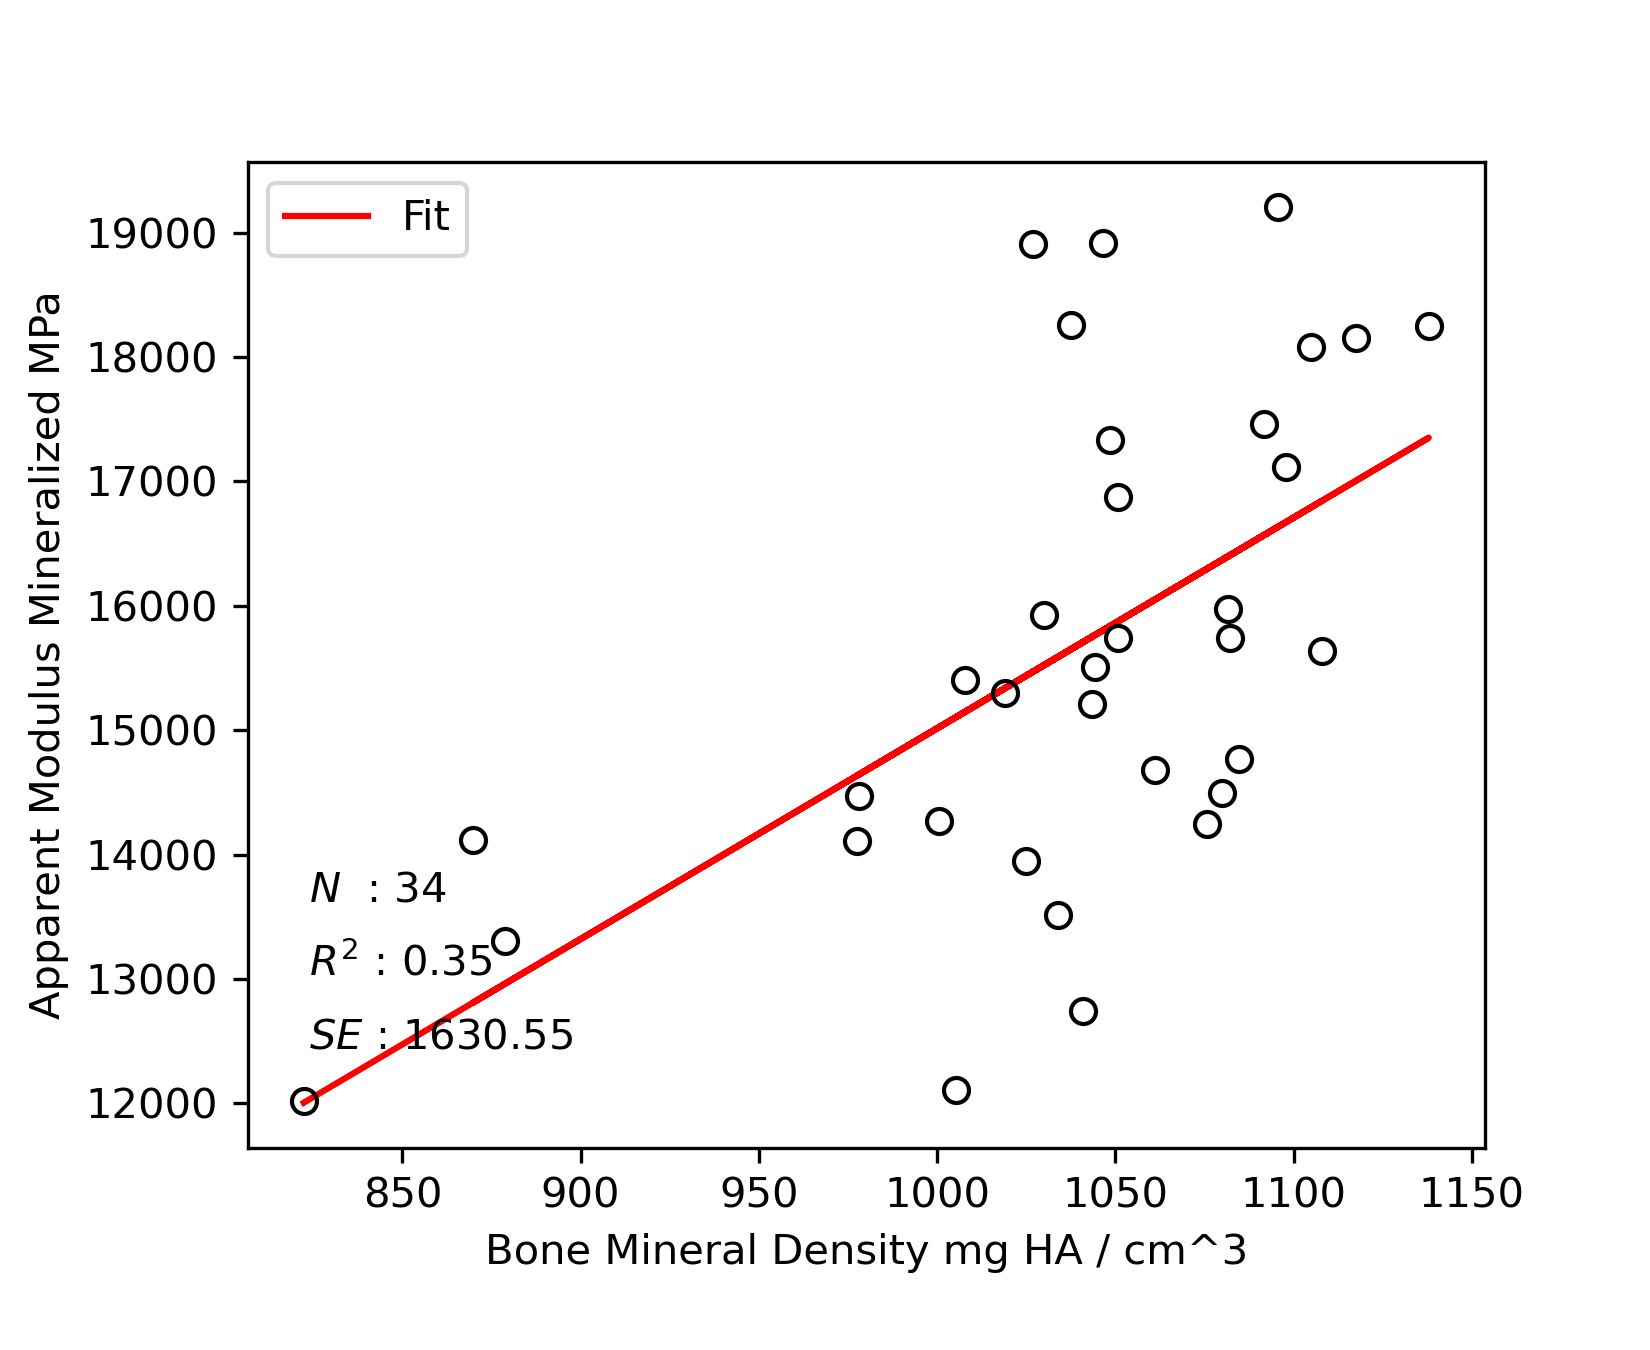 Fit
19000
18000
17000
16000
15000
14000
13000
12000
Apparent Modulus Mineralized MPa
N : 34
R² : 0.35
SE : 1630.55
850 900 950 1000 1050 1100 1150
Bone Mineral Density mg HA / cm^3